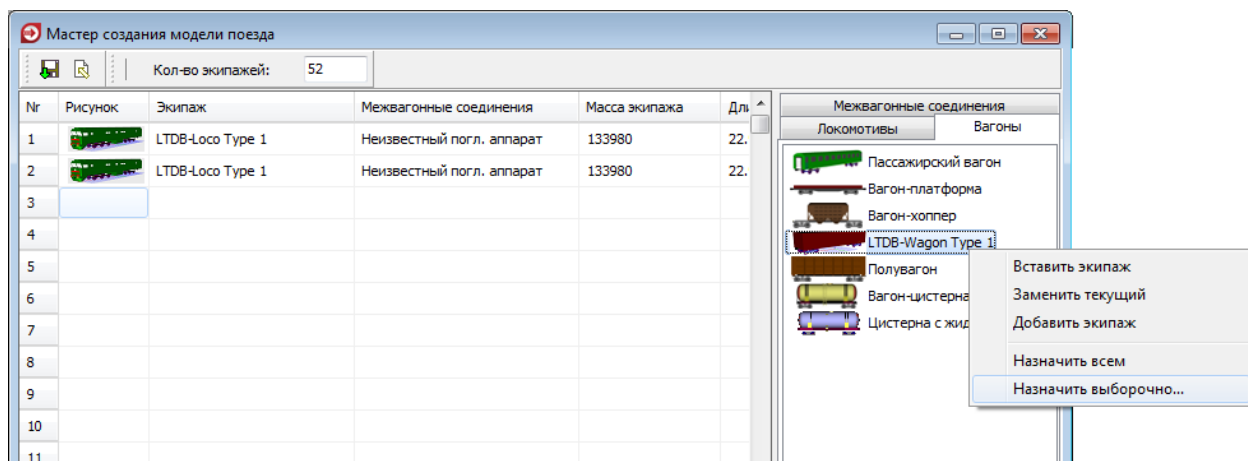 Мастер создания модели поезда
Кол-во экипажей: 52
Nr Рисунок Экипаж Межвагонные соединения Масса экипажа
1 LTDB-Loco Type 1 Неизвестный погл. аппарат 133980 22.
2 LTDB-Loco Type 1 Неизвестный погл. аппарат 133980 22.
3
4
5
6
7
8
9
10
11
Межвагонные соединения
Локомотивы Вагоны
Пассажирский вагон
Вагон-платформа
Вагон-хоппер
LTDB-Wagon Type 1
Полувагон
Вагон-цистерна
Цистерна с жид
Вставить экипаж
Заменить текущий
Добавить экипаж
Назначить всем
Назначить выборочно...